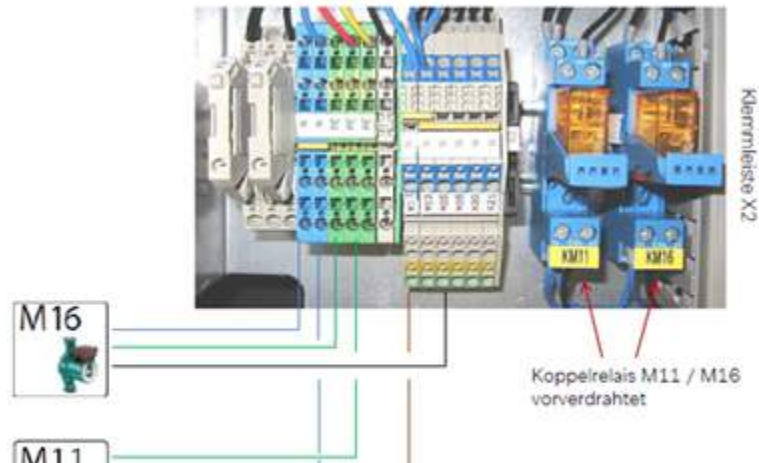 Klemmleiste X2
KM11
KM16
M16
Koppelrelais M11 / M16
vorverdrahtet
M11